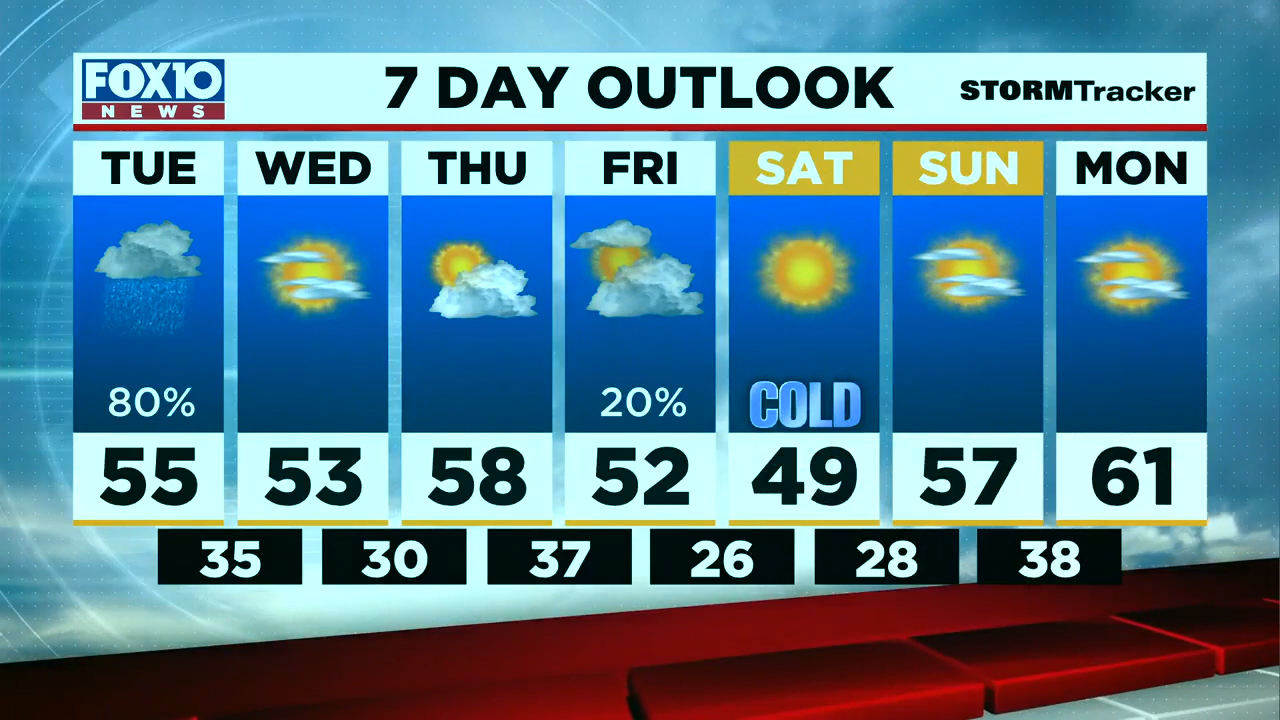 FOX10
NEWS
7 DAY OUTLOOK
STORMTracker
TUE WED THU FRI SAT SUN MON
80% 20% COLD
55 53 58 52 49 57 61
35 30 37 26 28 38